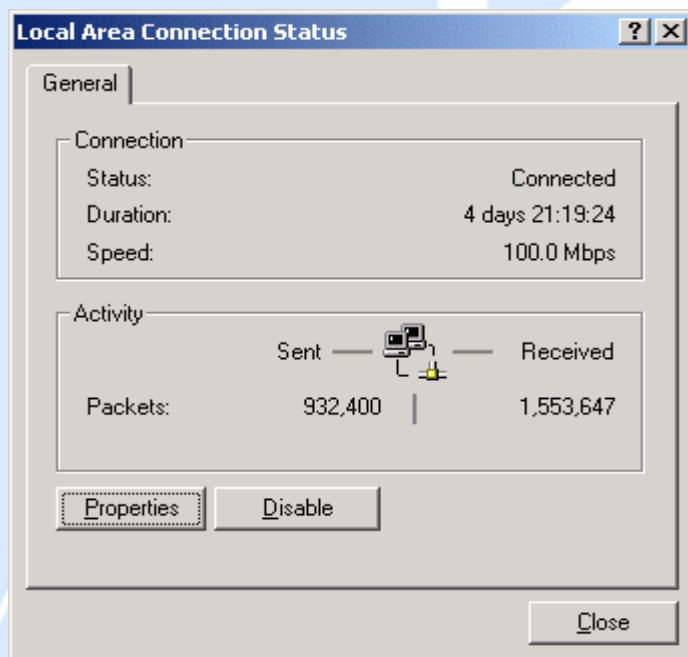 Local Area Connection Status
General
Connection
Status: Connected
Duration: 4 days 21:19:24
Speed: 100.0 Mbps
Activity
Sent Received
Packets: 932,400 1,553,647
Properties Disable
Close